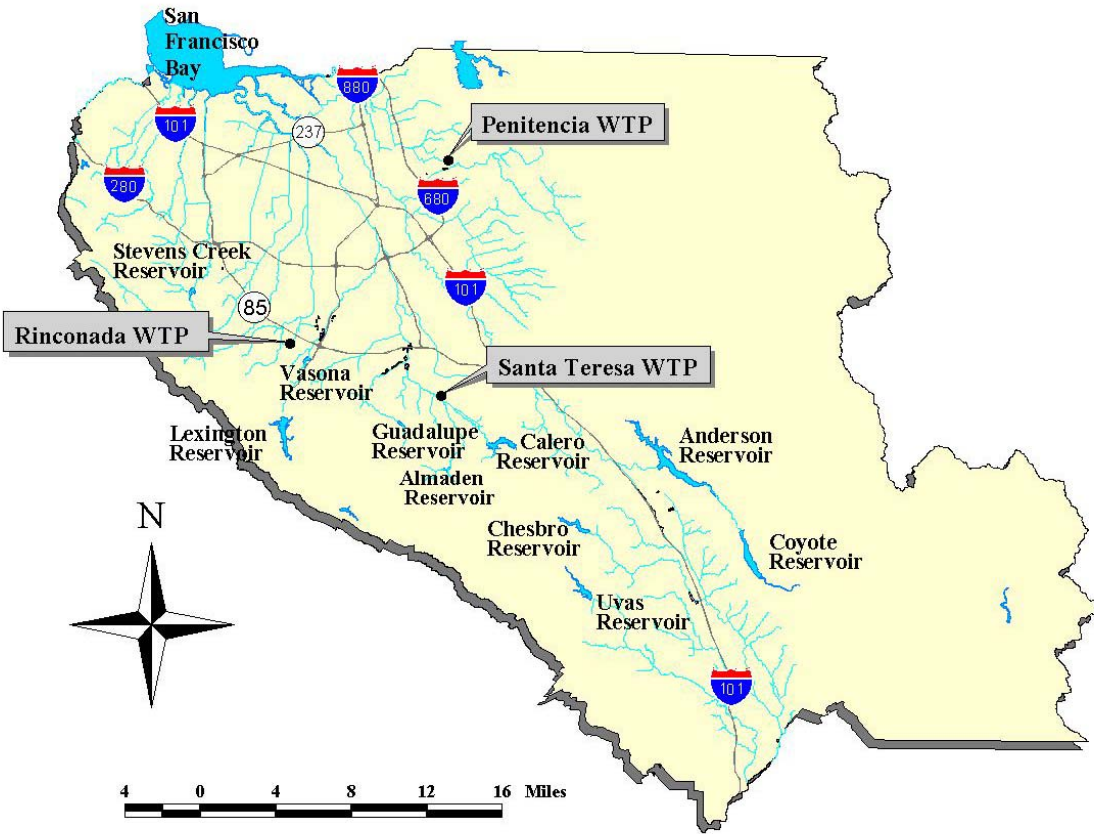 San
Francisco
Bay
880
101
237
Penitencia WTP
280
680
Stevens Creek
Reservoir
101
85
Rinconada WTP
Vasona
Reservoir
Santa Teresa WTP
Lexington
Reservoir
Guadalupe
Reservoir
Calero
Reservoir
Anderson
Reservoir
Almaden
Reservoir
Chesbro
Reservoir
Coyote
Reservoir
Uvas
Reservoir
N
101
4 0 4 8 12 16 Miles